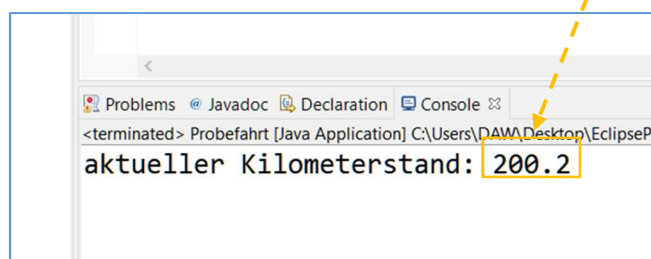 Problems @ Javadoc Declaration Console
<terminated> Probefahrt [Java Application] C:\Users\DAW\Desktop\EclipseP
aktueller Kilometerstand: 200.2